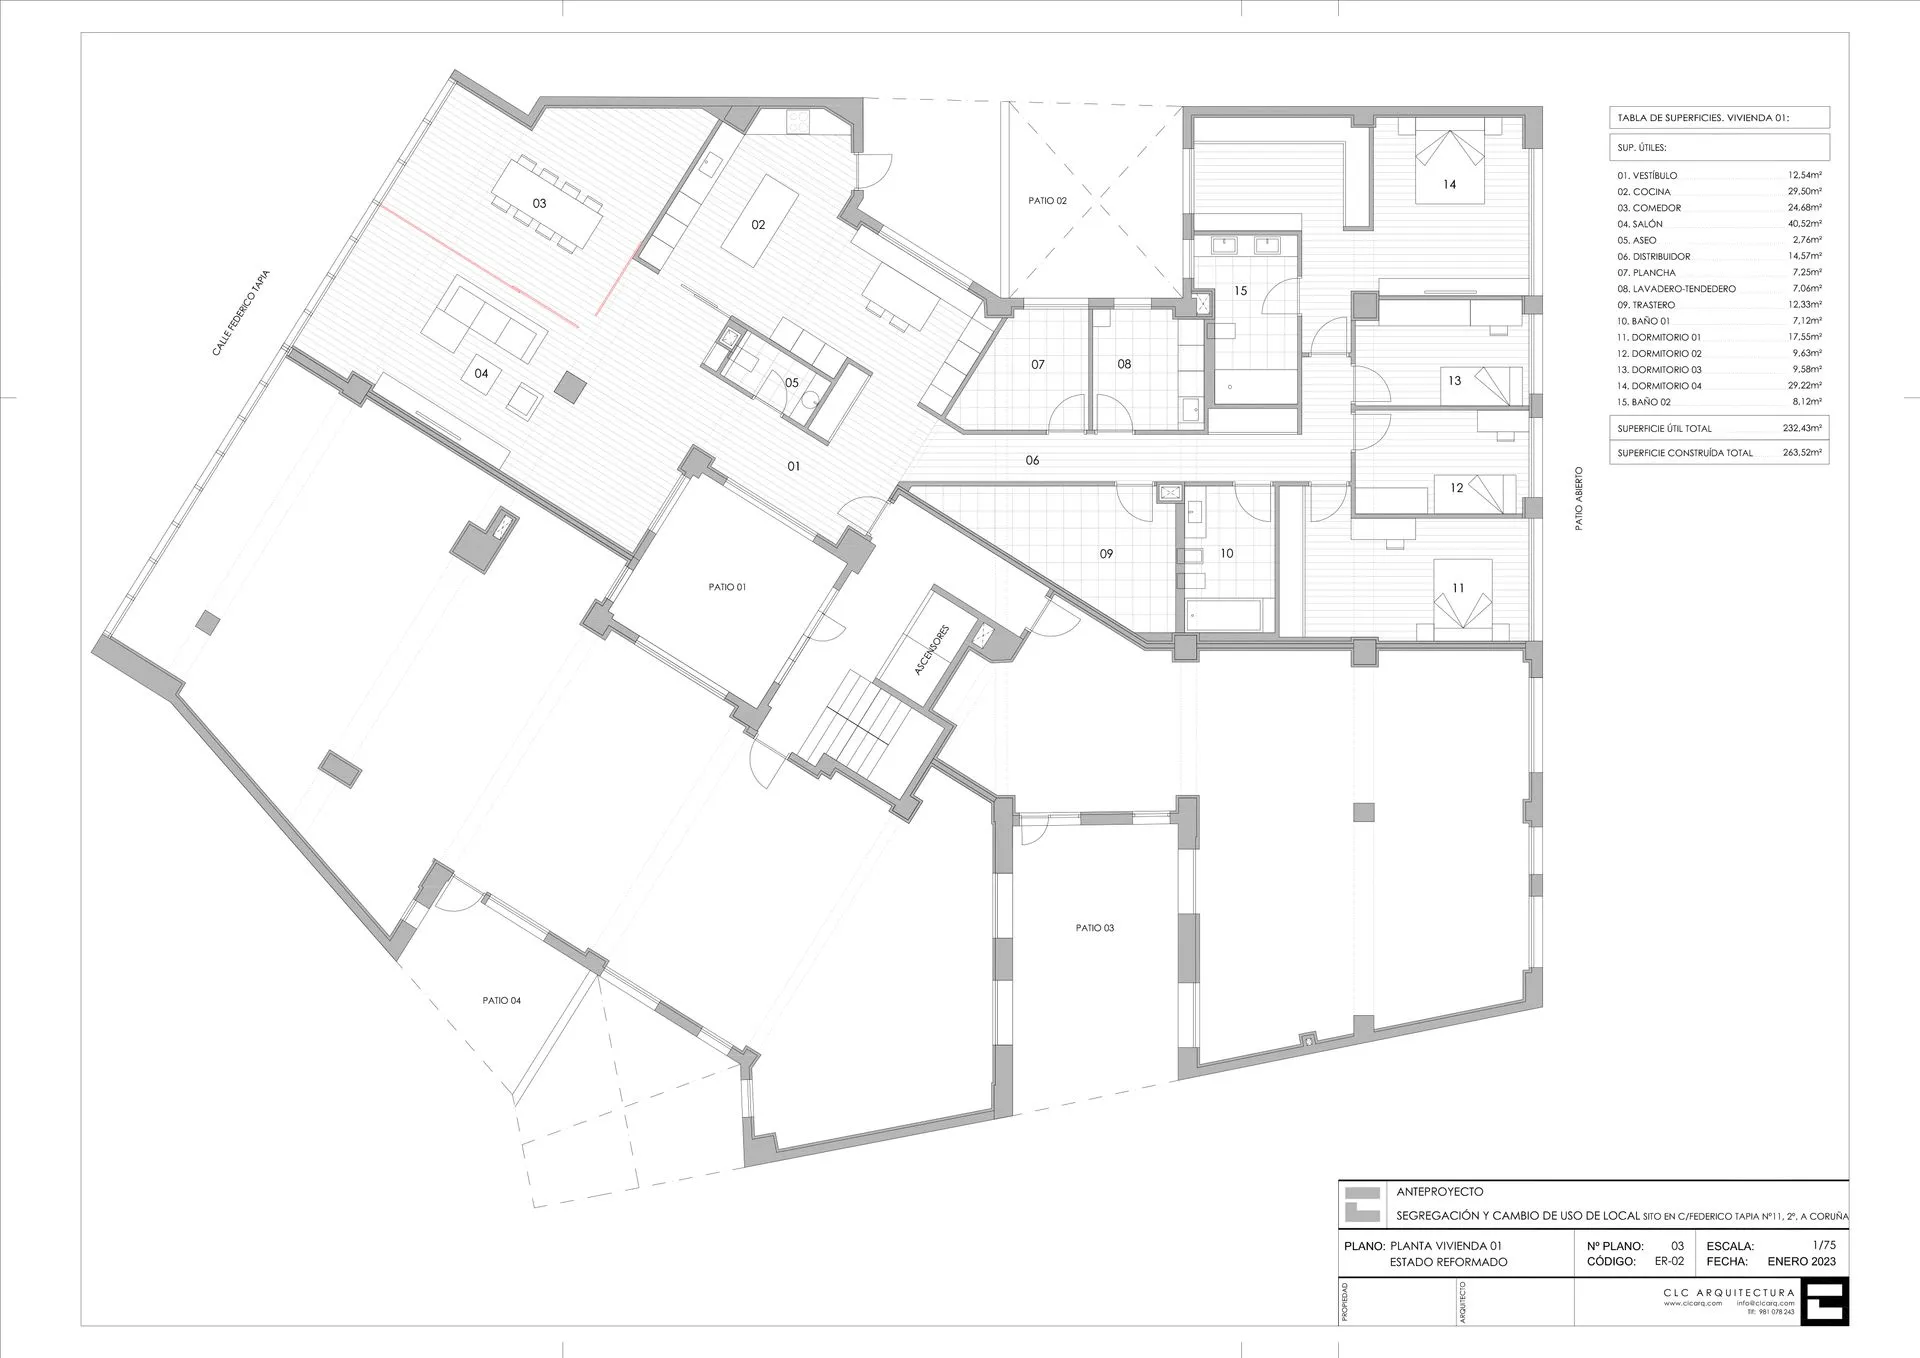 TABLA DE SUPERFICIES. VIVIENDA 01:
SUP. ÚTILES:
01. VESTÍBULO 12,54m²
02. COCINA 29,50m²
03. COMEDOR 24,68m²
04. SALÓN 40,52m²
05. ASEO 2,76m²
06. DISTRIBUIDOR 14,57m²
07. PLANCHA 7,25m²
08. LAVADERO-TENDEDERO 7,06m²
09. TRASTERO 12,33m²
10. BAÑO 01 7,12m²
11. DORMITORIO 01 17,55m²
12. DORMITORIO 02 9,63m²
13. DORMITORIO 03 9,58m²
14. DORMITORIO 04 29,22m²
15. BAÑO 02 8,12m²
SUPERFICIE ÚTIL TOTAL 232,43m²
SUPERFICIE CONSTRUÍDA TOTAL 263,52m²
CALLE FEDERICO TAPIA
03
02
PATIO 02
14
15
04
05
07
08
13
01
06
12
PATIO ABIERTO
09
10
11
PATIO 01
ASCENSORES
PATIO 03
PATIO 04
ANTEPROYECTO
SEGREGACIÓN Y CAMBIO DE USO DE LOCAL SITO EN C/FEDERICO TAPIA Nº11, 2º, A CORUÑA
PLANO: PLANTA VIVIENDA 01
ESTADO REFORMADO
Nº PLANO: 03
CÓDIGO: ER-02
ESCALA: 1/75
FECHA: ENERO 2023
PROPIEDAD
ARQUITECTO
CLC ARQUITECTURA
www.clcarq.com info@clcarq.com
Tlf: 981 078 243